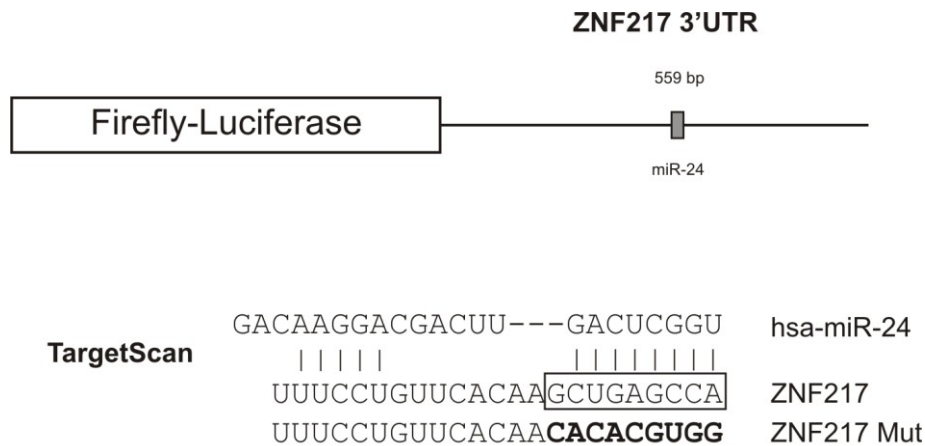 ZNF217 3'UTR
559 bp
Firefly-Luciferase
miR-24
GACAAGGACGACUU---GACUCGGU hsa-miR-24
TargetScan
UUUCCUGUUCACAAGCUGAGCCA ZNF217
UUUCCUGUUCACAACACACGUGG ZNF217 Mut